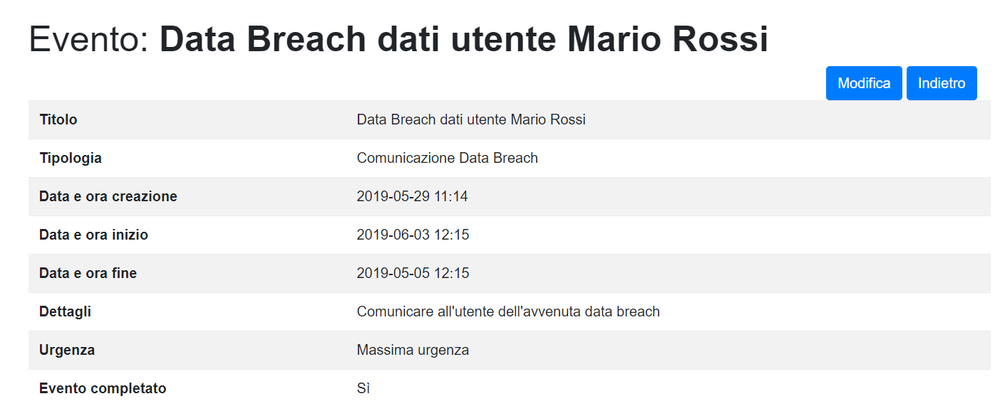 Evento: Data Breach dati utente Mario Rossi
Modifica Indietro
Titolo Data Breach dati utente Mario Rossi
Tipologia Comunicazione Data Breach
Data e ora creazione 2019-05-29 11:14
Data e ora inizio 2019-06-03 12:15
Data e ora fine 2019-05-05 12:15
Dettagli Comunicare all'utente dell'avvenuta data breach
Urgenza Massima urgenza
Evento completato Sì